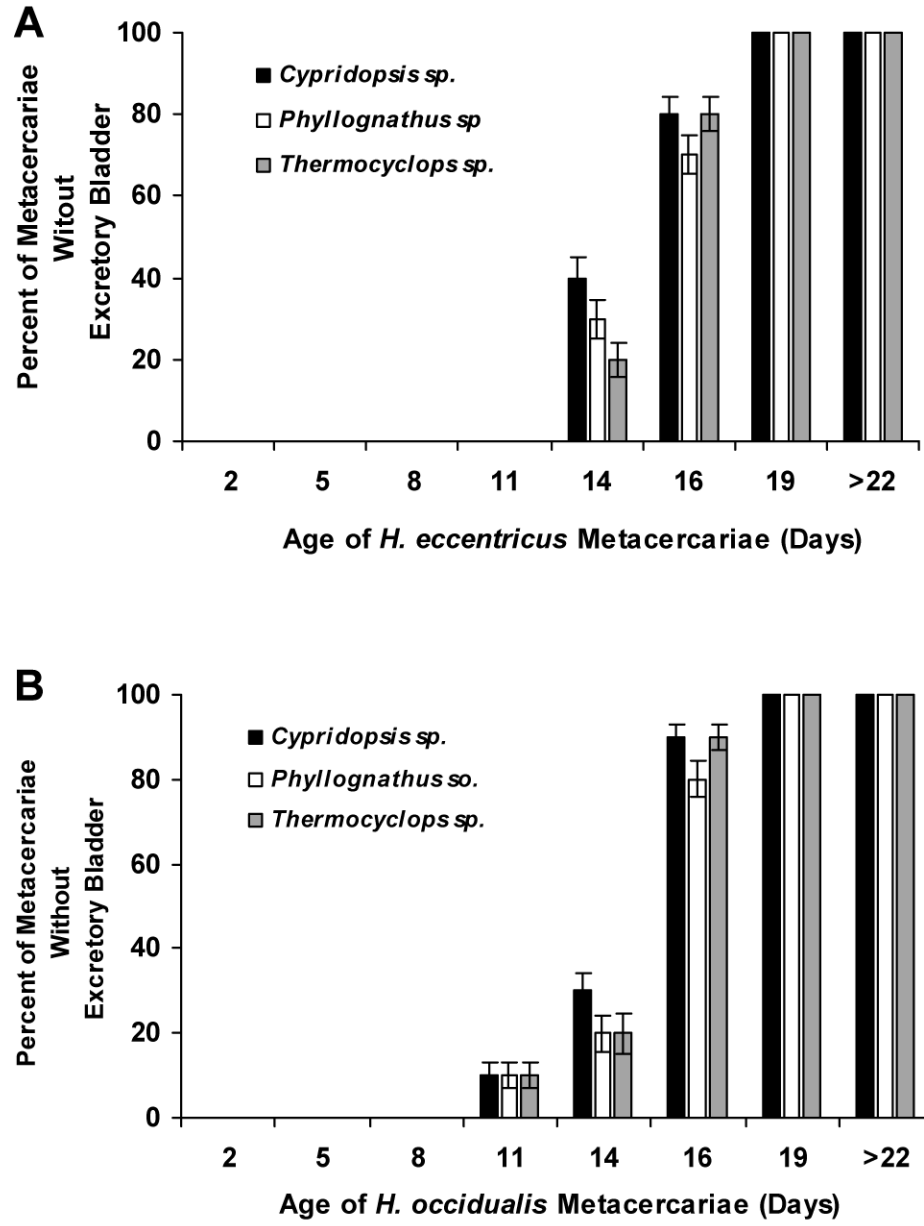 A
Percent of Metacercariae
Witout
Excretory Bladder
100
80
60
40
20
0
Cypridopsis sp.
Phyllognathus sp
Thermocyclops sp.
2 5 8 11 14 16 19 >22
Age of H. eccentricus Metacercariae (Days)
B
Percent of Metacercariae
Without
Excretory Bladder
100
80
60
40
20
0
Cypridopsis sp.
Phyllognathus so.
Thermocyclops sp.
2 5 8 11 14 16 19 >22
Age of H. occidualis Metacercariae (Days)